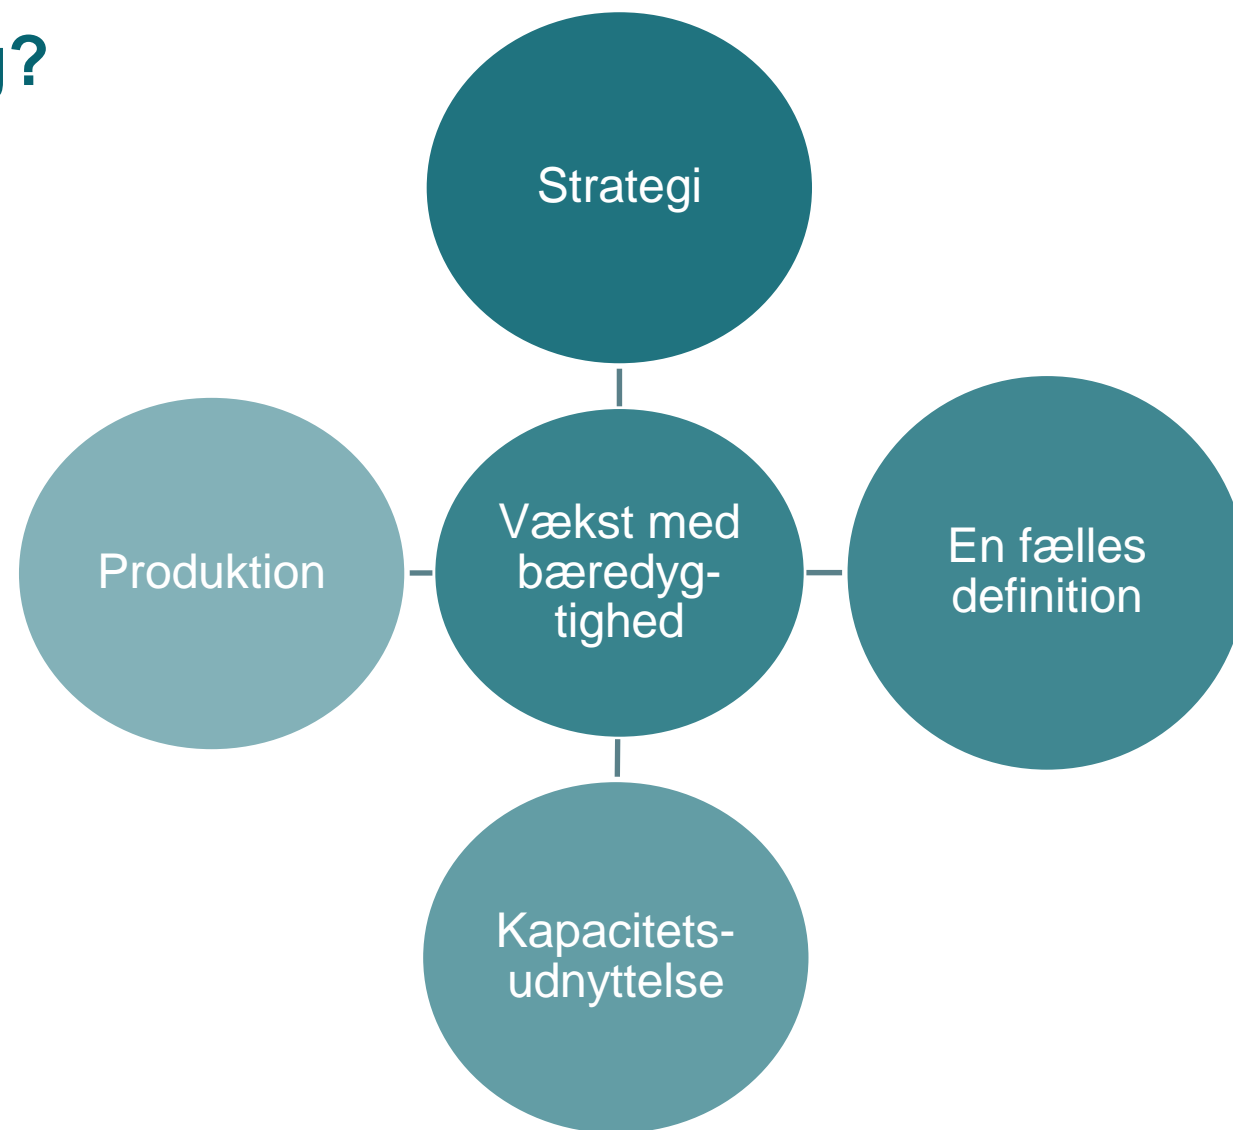 g?
Strategi
Produktion
Vækst med
bæredyg-
tighed
En fælles
definition
Kapacitets-
udnyttelse